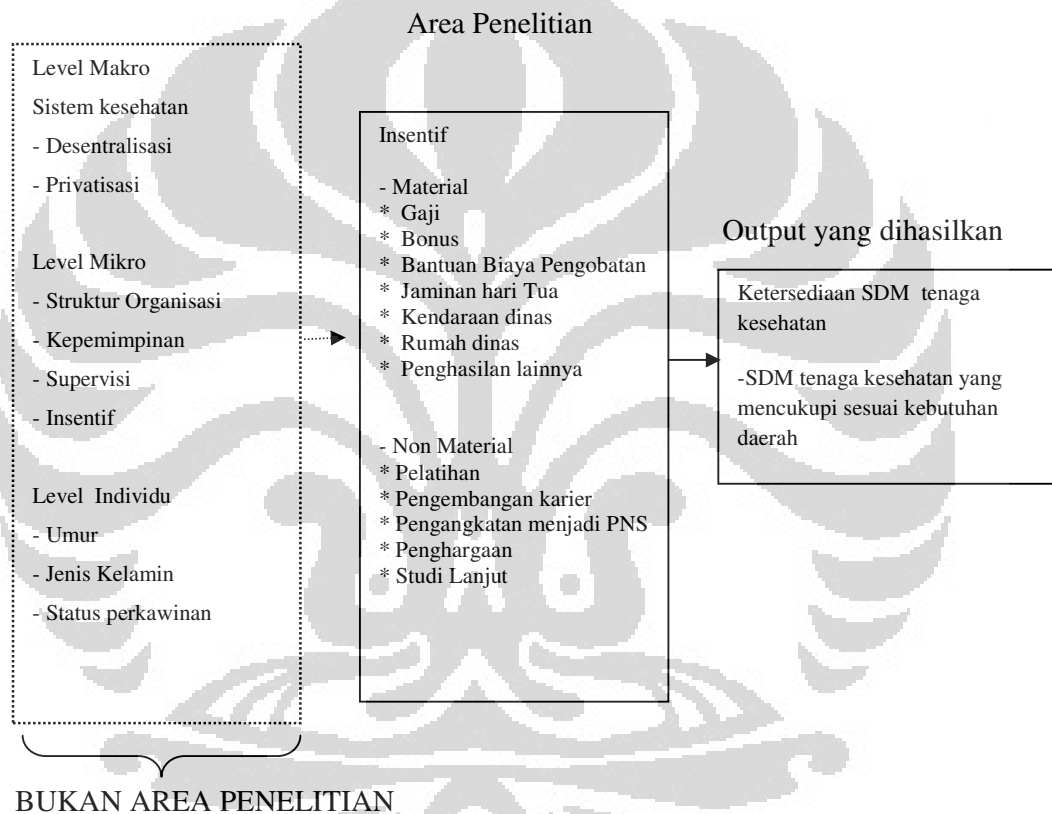 Area Penelitian
Level Makro
Sistem kesehatan
- Desentralisasi
- Privatisasi
Level Mikro
- Struktur Organisasi
- Kepemimpinan
- Supervisi
- Insentif
Level Individu
- Umur
- Jenis Kelamin
- Status perkawinan
BUKAN AREA PENELITIAN
Insentif
- Material
* Gaji
* Bonus
* Bantuan Biaya Pengobatan
* Jaminan hari Tua
* Kendaraan dinas
* Rumah dinas
* Penghasilan lainnya
- Non Material
* Pelatihan
* Pengembangan karier
* Pengangkatan menjadi PNS
* Penghargaan
* Studi Lanjut
Output yang dihasilkan
Ketersediaan SDM tenaga
kesehatan
-SDM tenaga kesehatan yang
mencukupi sesuai kebutuhan
daerah